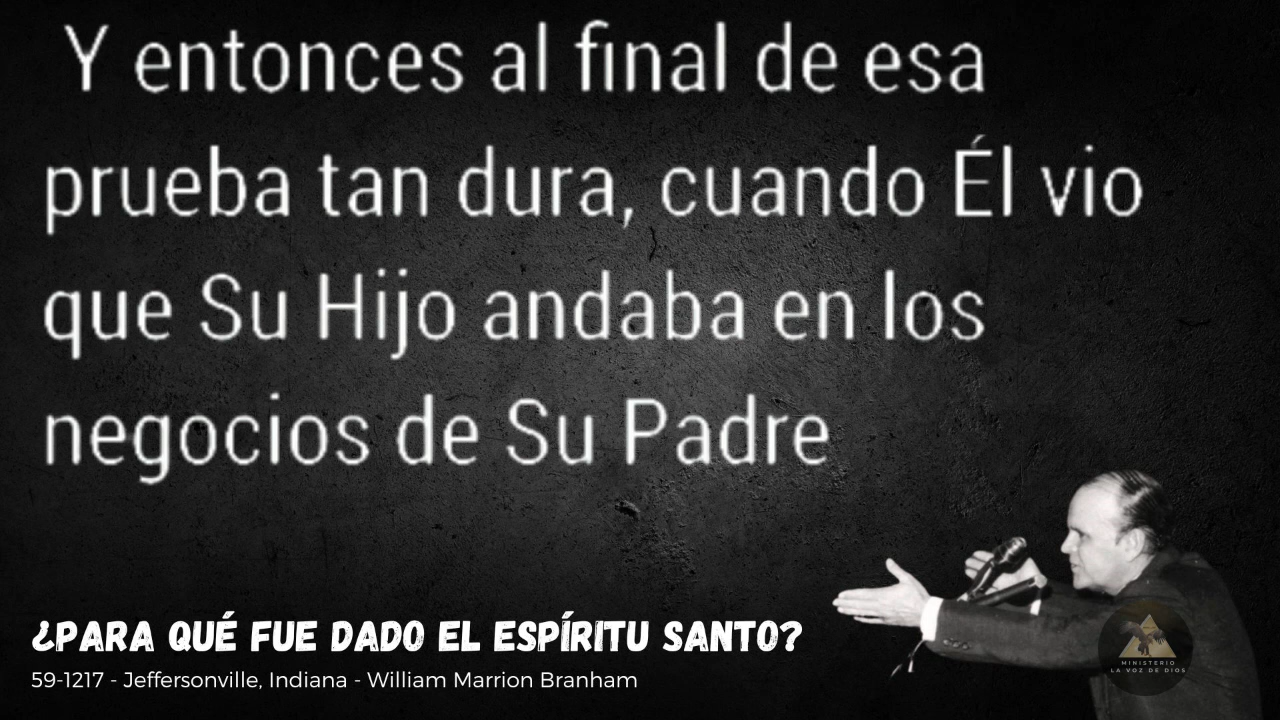 Y entonces al final de esa
prueba tan dura, cuando Él vio
que Su Hijo andaba en los
negocios de Su Padre
¿PARA QUÉ FUE DADO EL ESPÍRITU SANTO?
59-1217 - Jeffersonville, Indiana - William Marrion Branham
MINISTERIO
LA VOZ DE DIOS